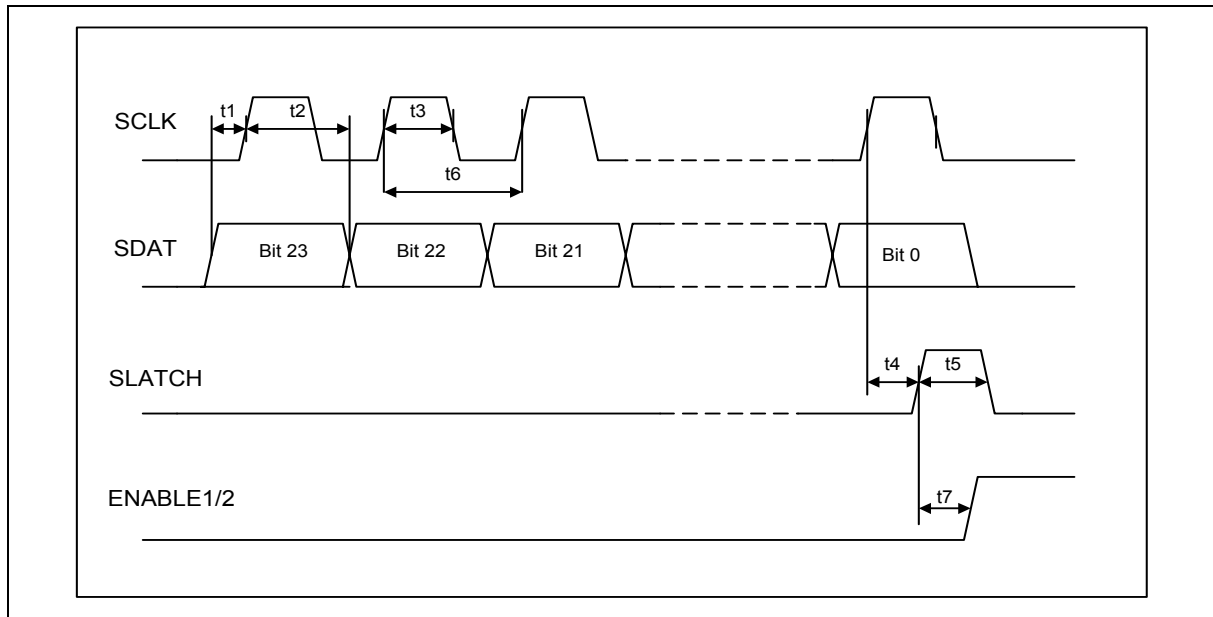 SCLK
t1
t2
t3
t6
SDAT
Bit 23
Bit 22
Bit 21
Bit 0
SLATCH
t4
t5
ENABLE1/2
t7